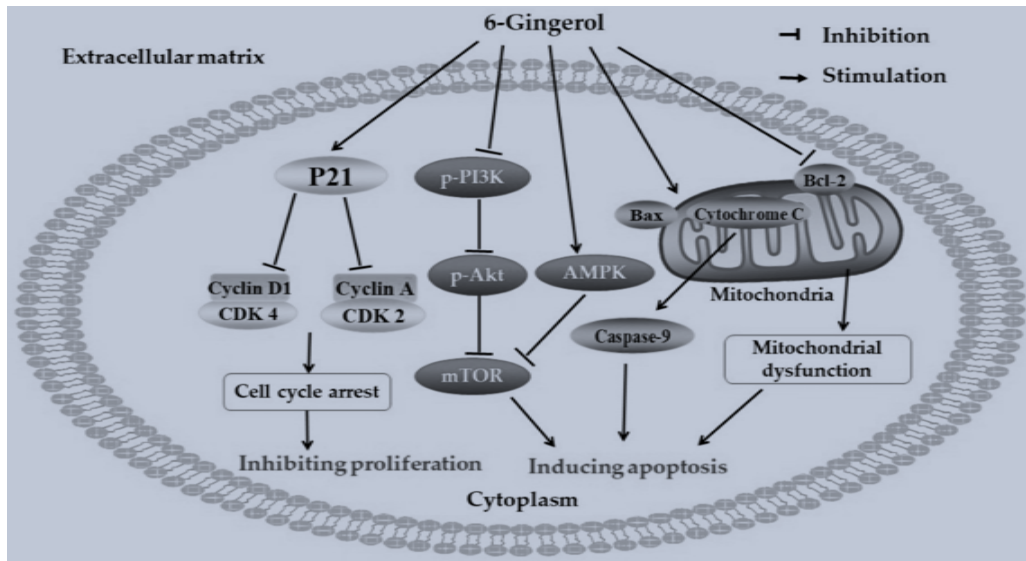 6-Gingerol
Extracellular matrix
Inhibition
Stimulation
P21
p-PI3K
Bcl-2
Bax
Cytochrome C
Cyclin D1
CDK 4
Cyclin A
CDK 2
p-Akt
AMPK
Mitochondria
Caspase-9
Mitochondrial
dysfunction
mTOR
Cell cycle arrest
Inhibiting proliferation
Inducing apoptosis
Cytoplasm